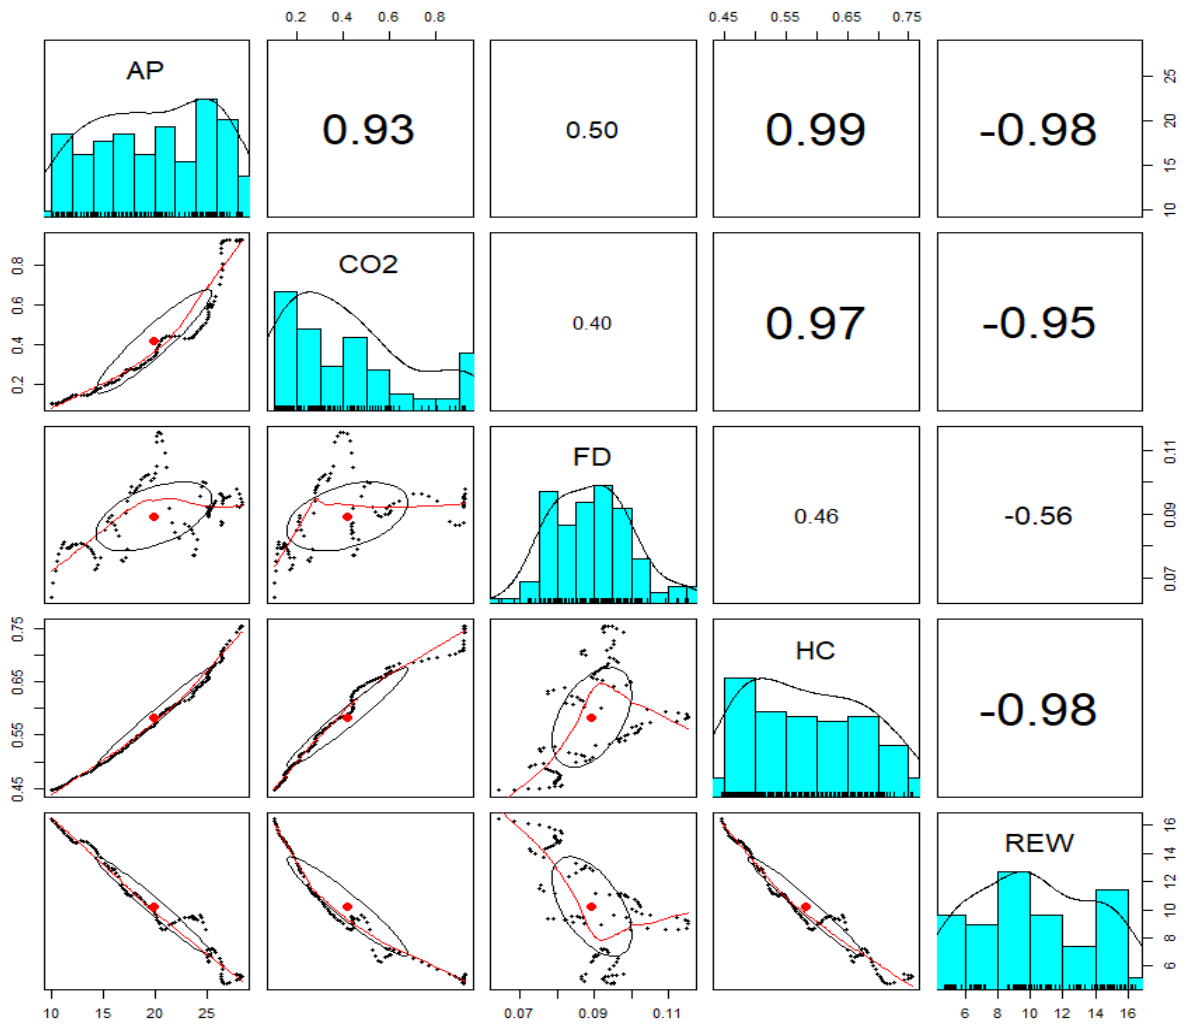 0.2 0.4 0.6 0.8 0.45 0.55 0.65 0.75
AP 0.93 0.50 0.99 -0.98
10 15 20 25
0.2 0.4 0.6 0.8
CO2 0.40 0.97 -0.95
FD 0.46 -0.56
0.07 0.09 0.11
0.45 0.55 0.65 0.75
HC -0.98
REW
6 8 10 12 14 16
10 15 20 25 0.07 0.09 0.11 6 8 10 12 14 16